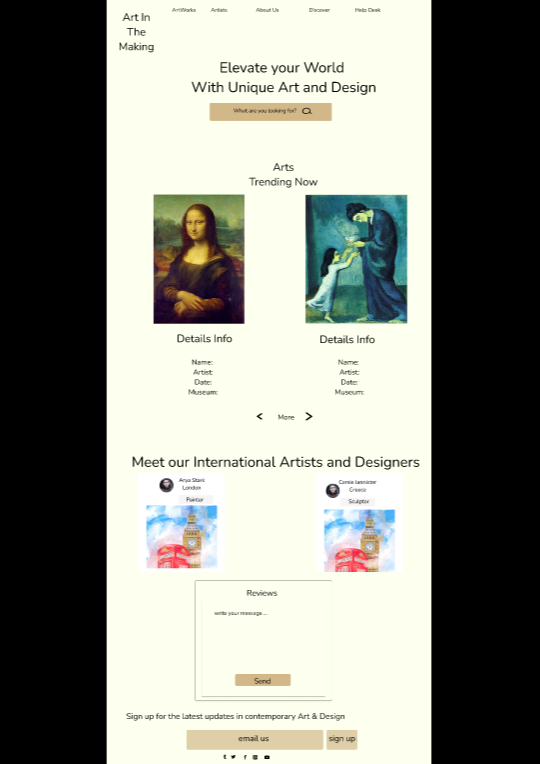 ArtWorks Artists About Us Discover Help Desk
Art In
The
Making
Elevate your World
With Unique Art and Design
What are you looking for?
Arts
Trending Now
Details Info
Name:
Artist:
Date:
Museum:
Details Info
Name:
Artist:
Date:
Museum:
< More >
Meet our International Artists and Designers
Arya Stark
London
Painter
Cersie lannister
Greece
Sculptor
Reviews
write your message...
Send
Sign up for the latest updates in contemporary Art & Design
email us
sign up